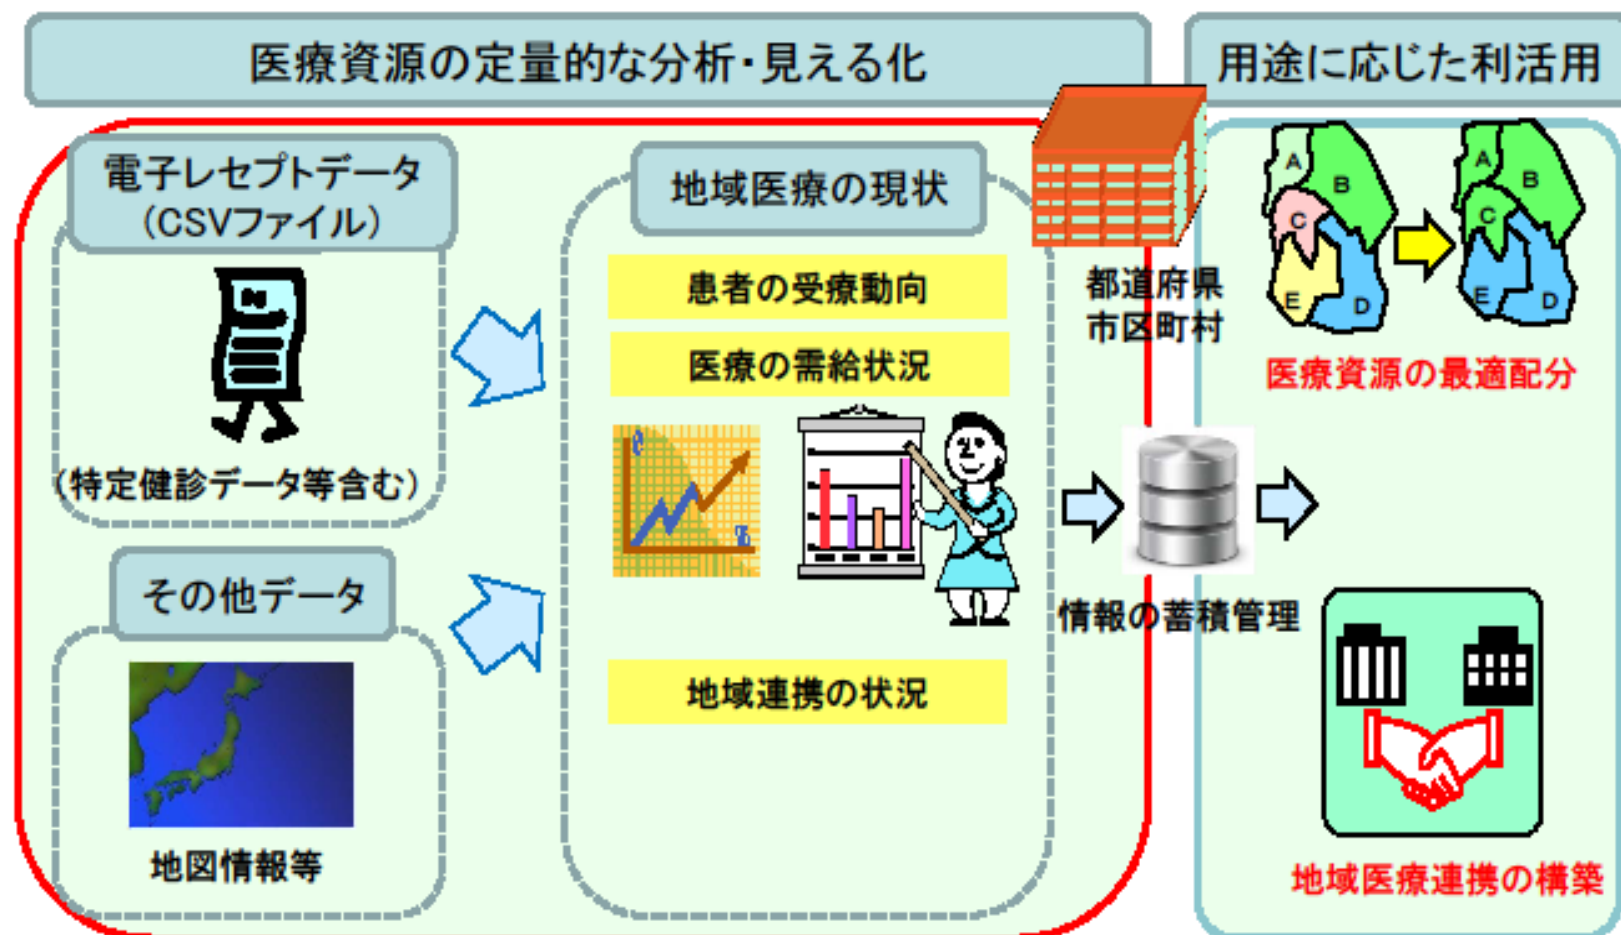 医療資源の定量的な分析・見える化
用途に応じた利活用
電子レセプトデータ
(CSVファイル)
(特定健診データ等含む)
その他データ
地図情報等
地域医療の現状
患者の受療動向
医療の需給状況
地域連携の状況
都道府県
市区町村
情報の蓄積管理
A
B
C
D
E
A
B
C
D
E
医療資源の最適配分
地域医療連携の構築